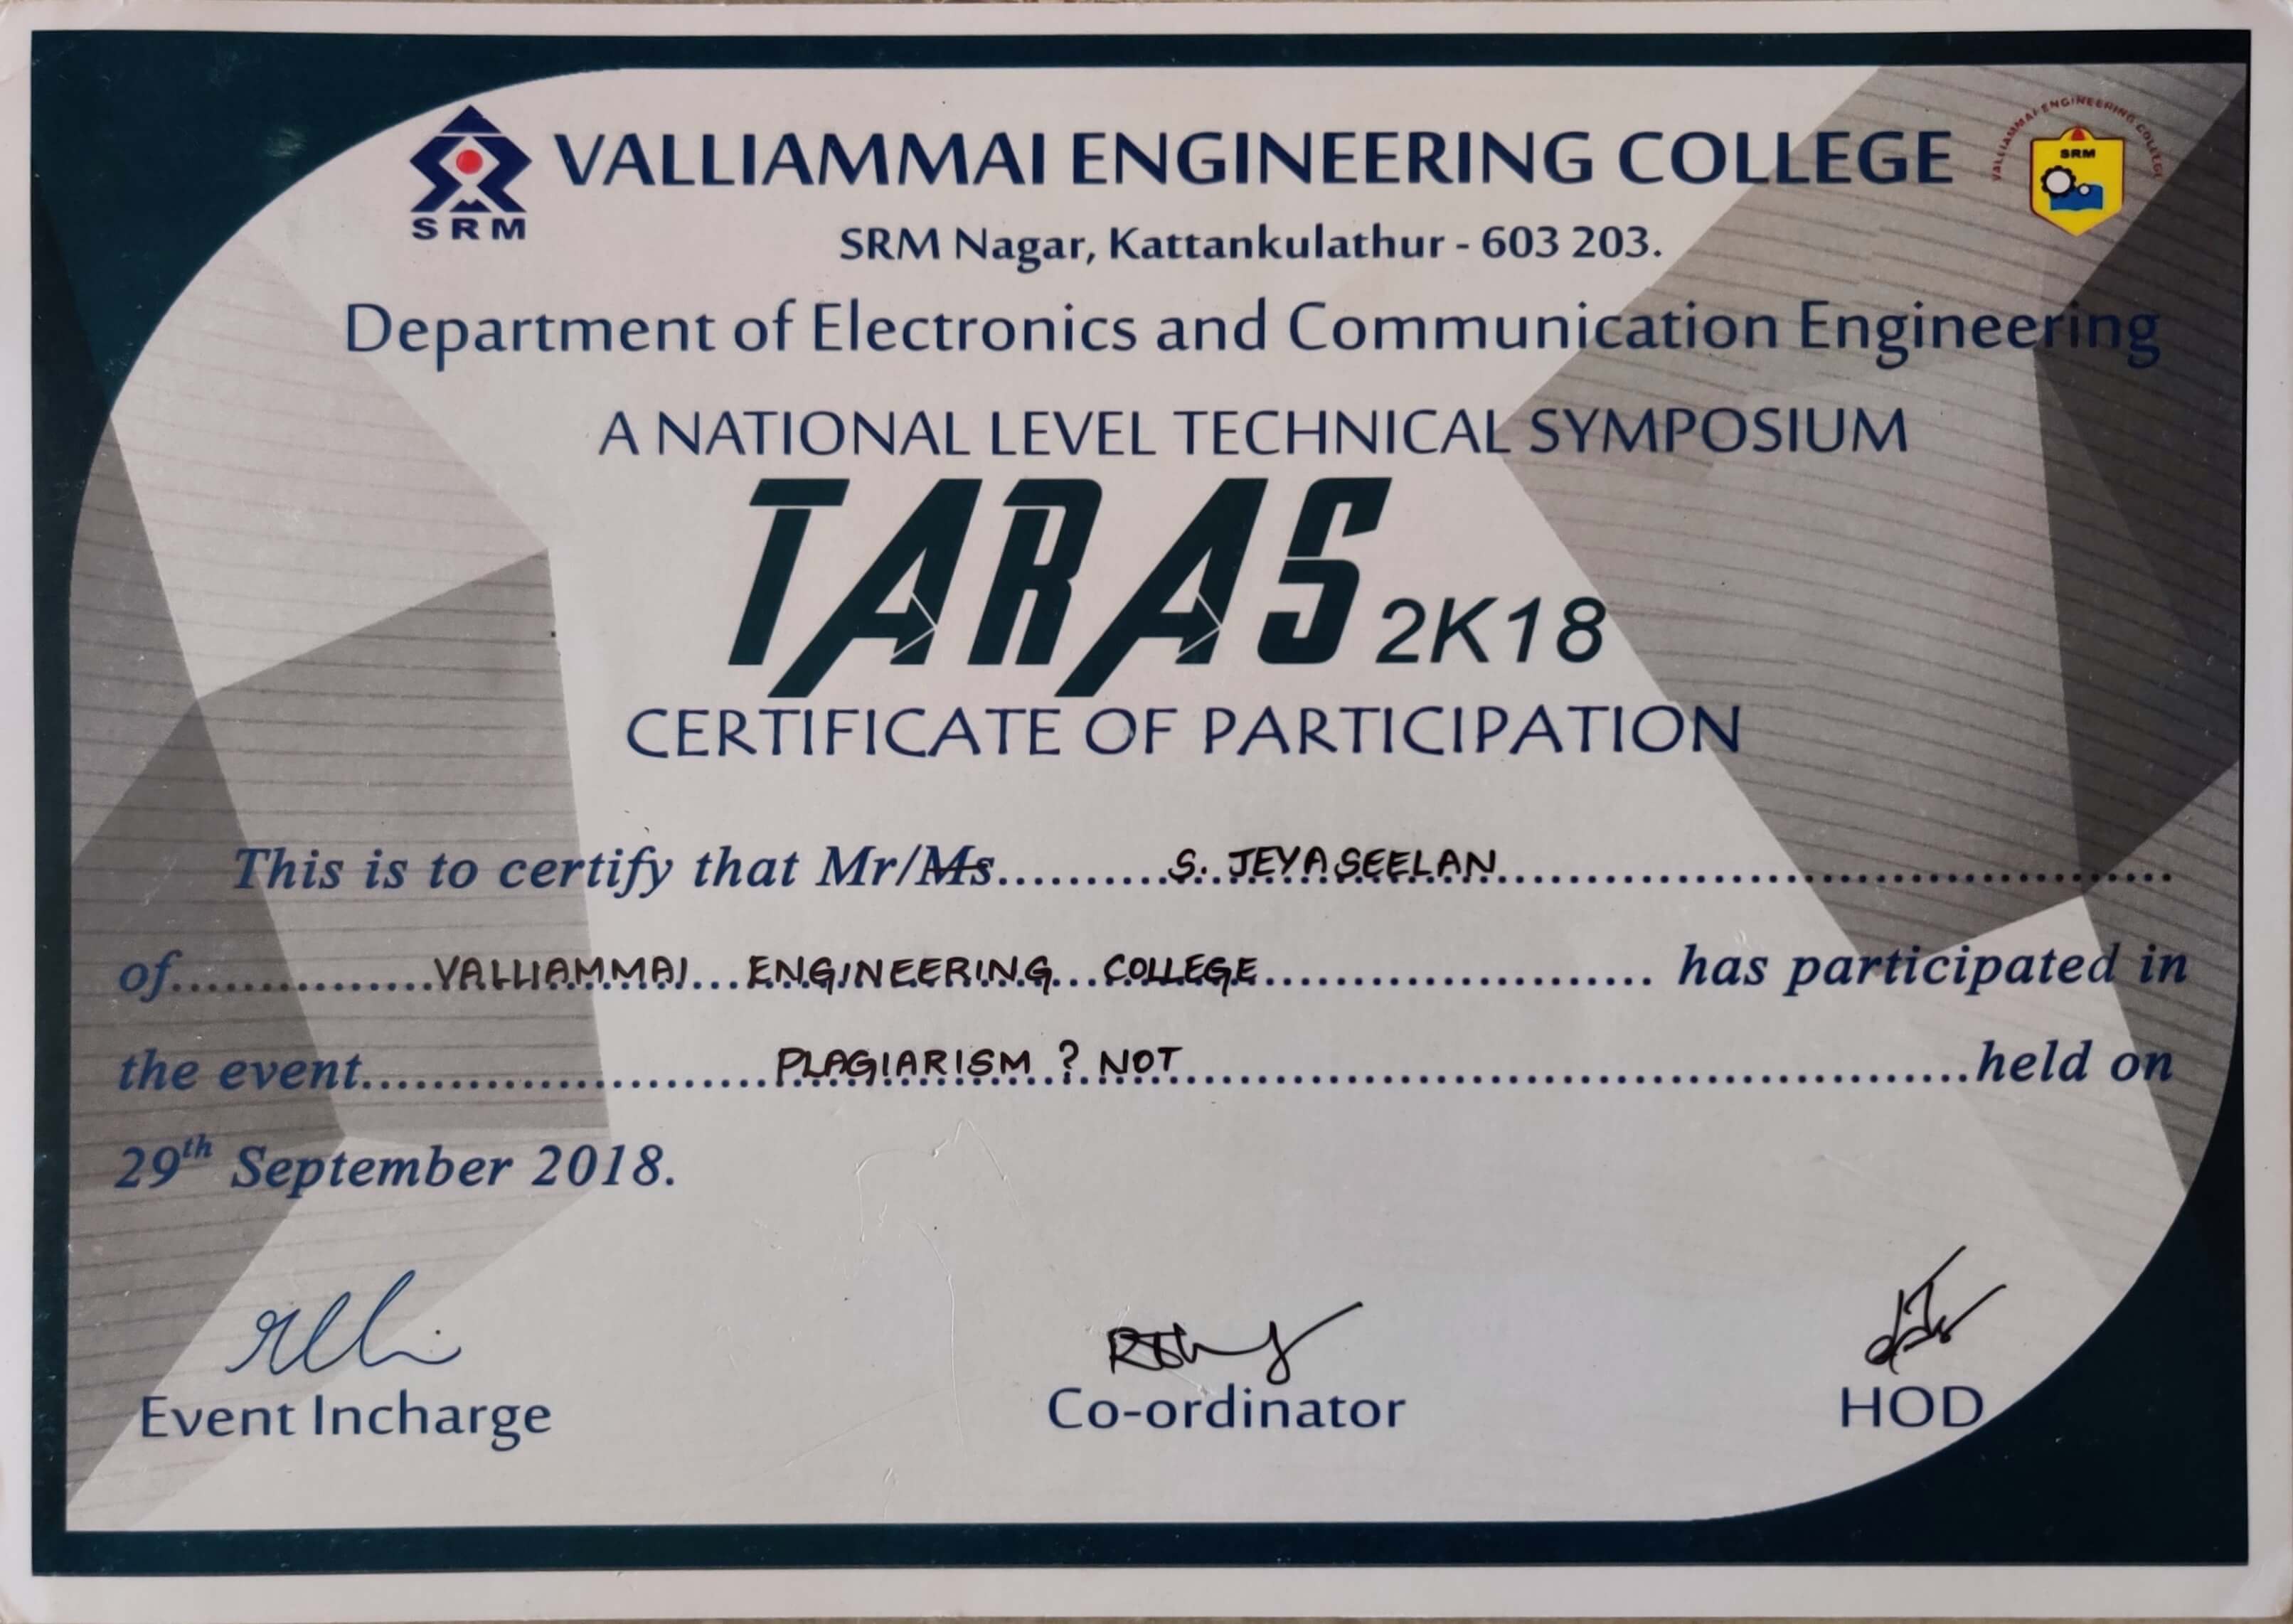 VALLIAMMAI ENGINEERING COLLEGE
SRM
VALLIAMMAI ENGINEERING COLLEGE
SRM
SRM Nagar, Kattankulathur - 603 203.
Department of Electronics and Communication Engineering
A NATIONAL LEVEL TECHNICAL SYMPOSIUM
TARAS 2K18
CERTIFICATE OF PARTICIPATION
This is to certify that Mr/Ms..........S. JEYASEELAN..........
of..........VALLIAMMAI ENGINEERING COLLEGE.......... has participated in
the event..........PLAGIARISM ? NOT..........held on
29th September 2018.
Event Incharge Co-ordinator HOD